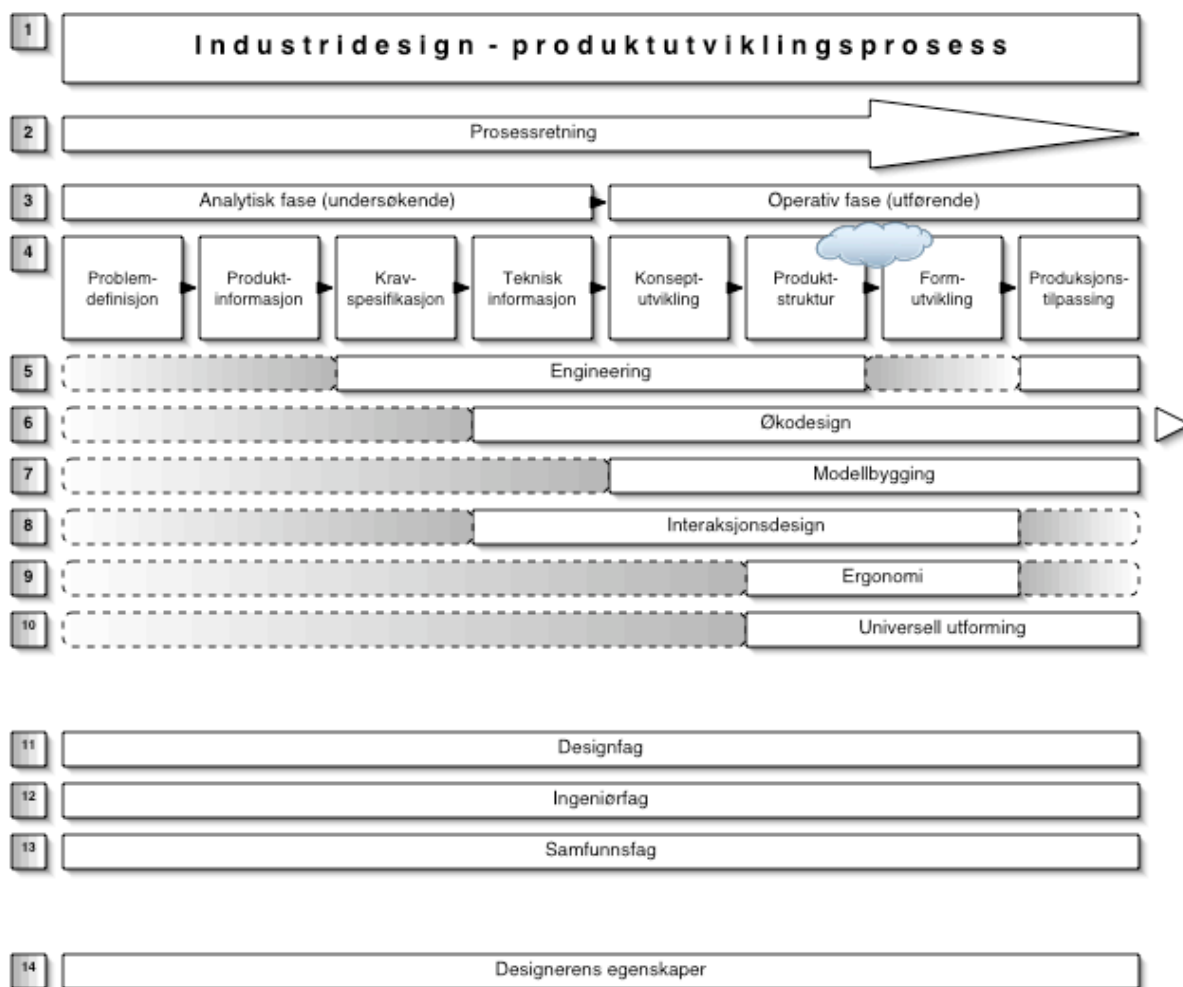 1
Industridesign - produktutviklingsprosess
2
Prosessretning
3
Analytisk fase (undersøkende)
Operativ fase (utførende)
4
Problem-
definisjon
Produkt-
informasjon
Krav-
spesifikasjon
Teknisk
informasjon
Konsept-
utvikling
Produkt-
struktur
Form-
utvikling
Produksjons-
tilpassing
5
Engineering
6
Økodesign
7
Modellbygging
8
Interaksjonsdesign
9
Ergonomi
10
Universell utforming
11
Designfag
12
Ingeniørfag
13
Samfunnsfag
14
Designerens egenskaper